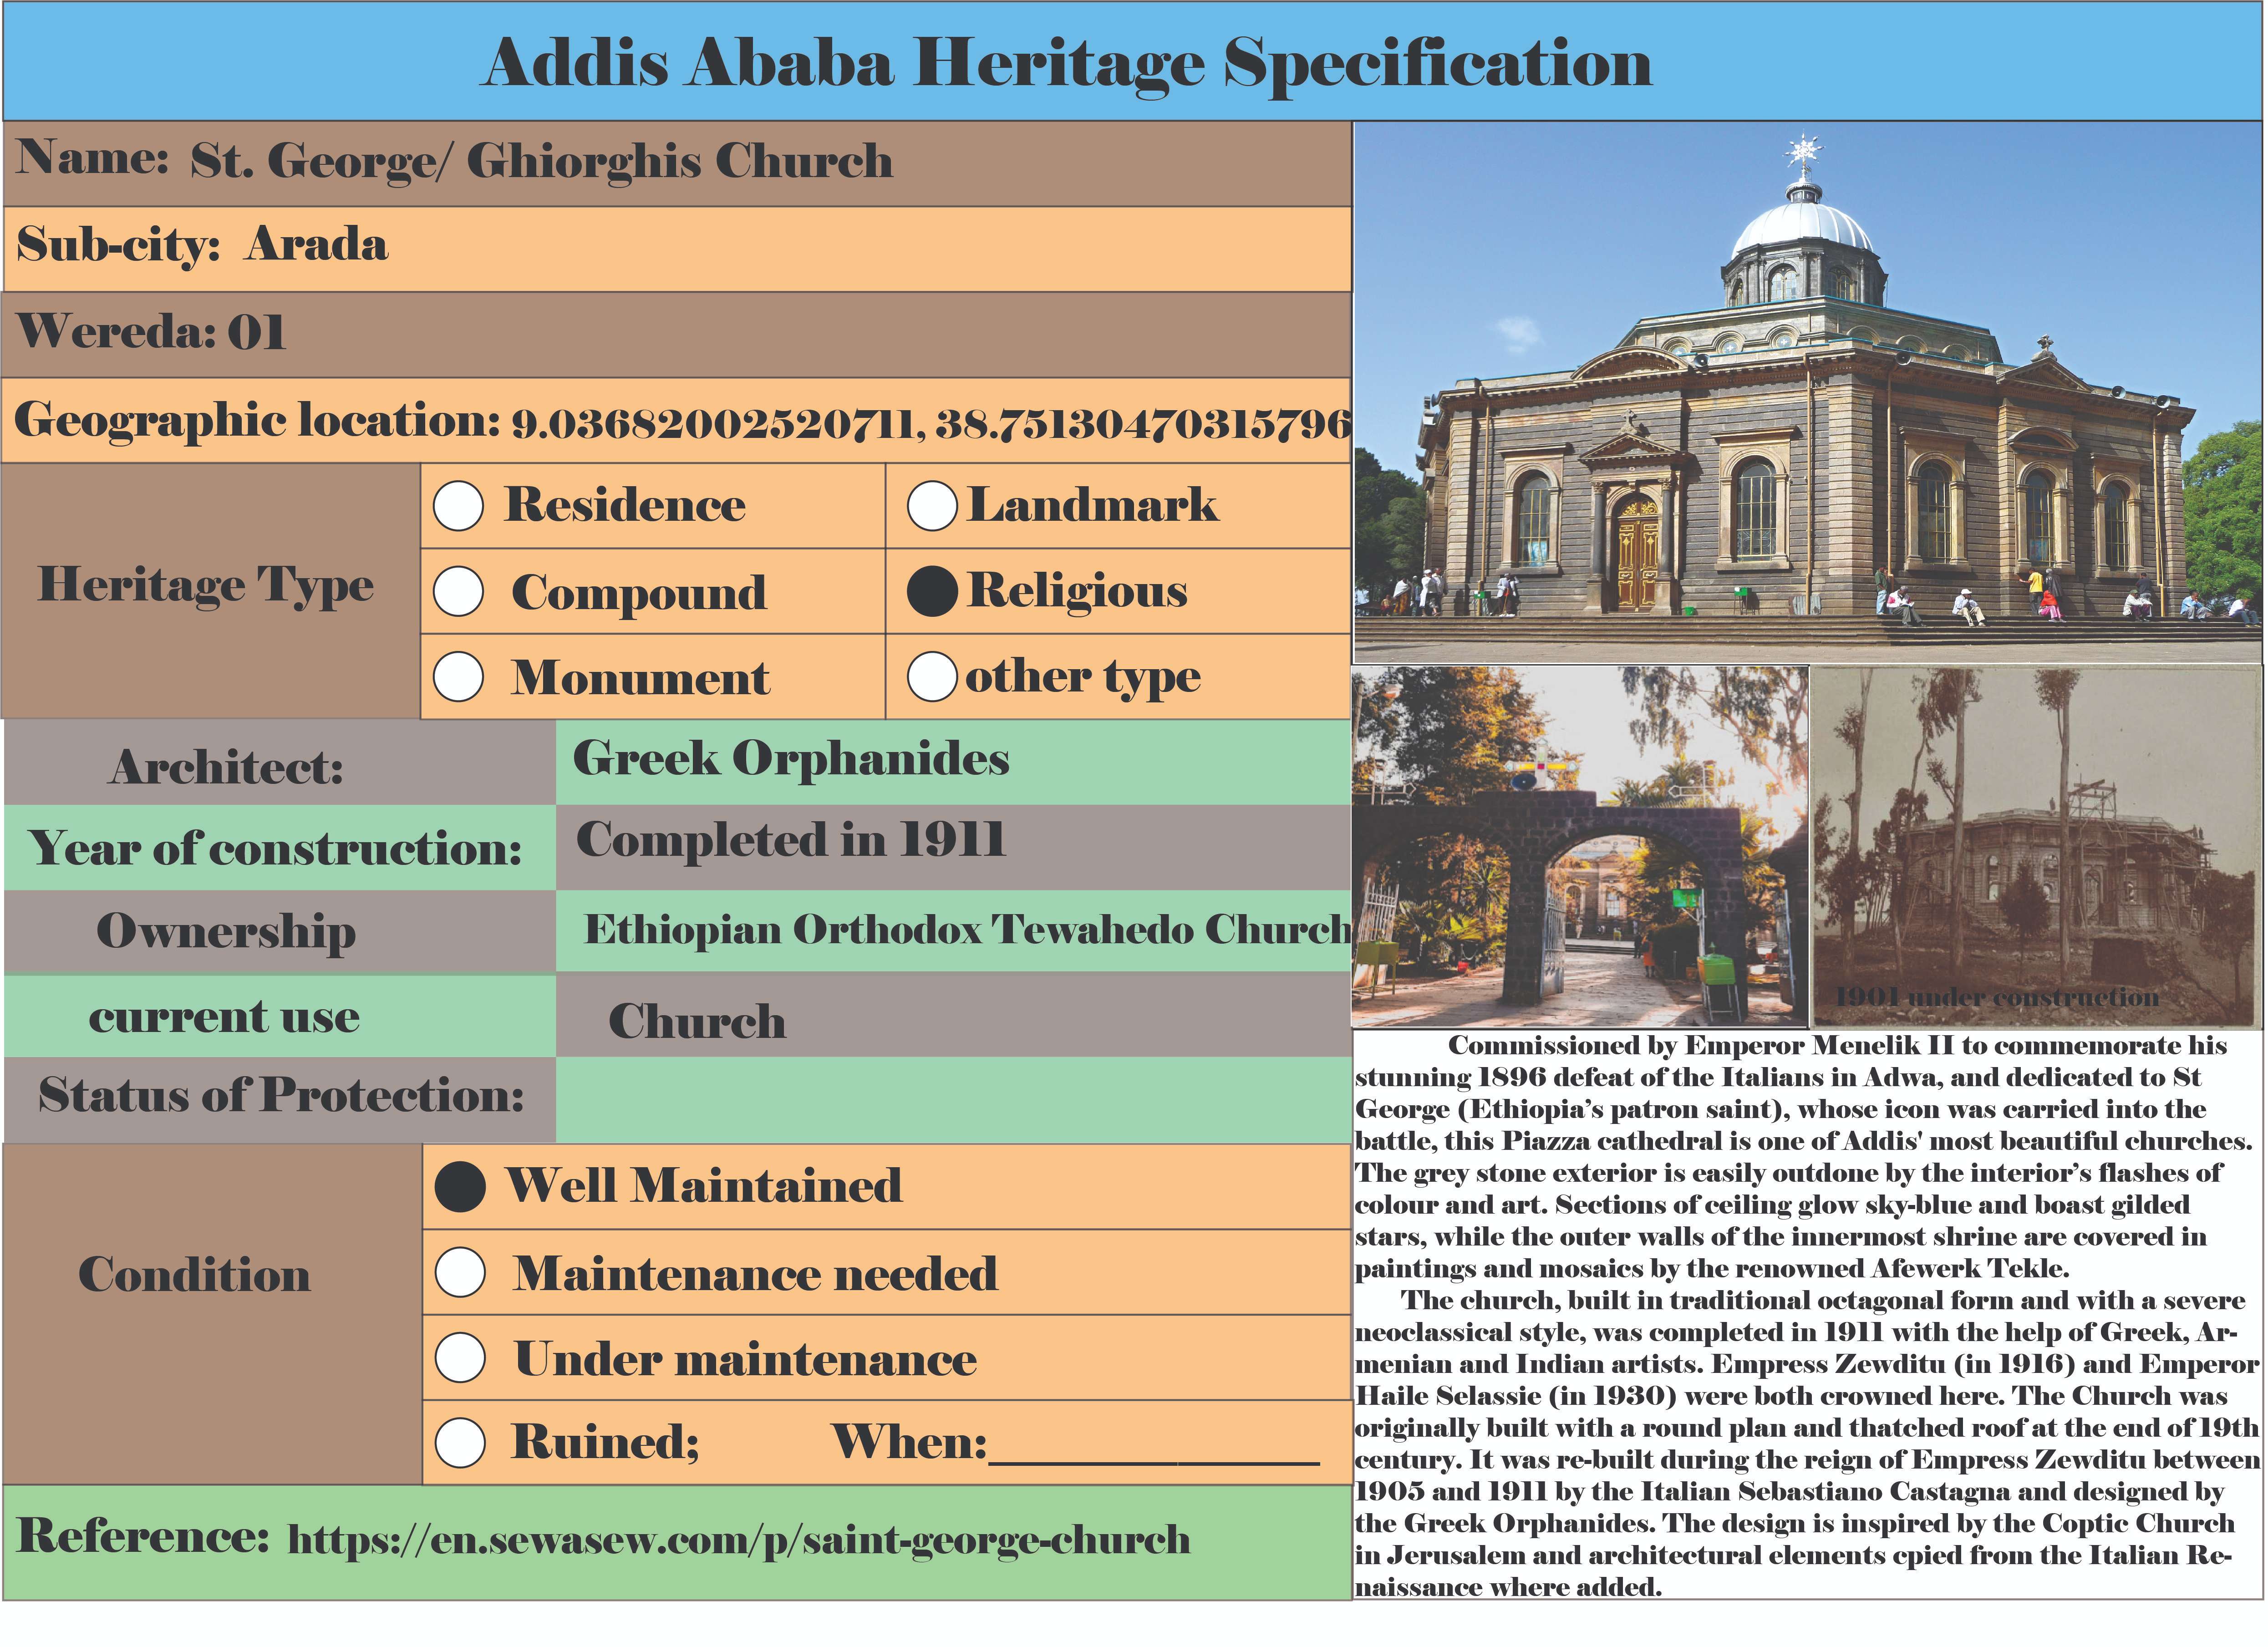 Addis Ababa Heritage Specification
Name: St. George/ Ghiorghis Church
Sub-city: Arada
Wereda: 01
Geographic location: 9.03682002520711, 38.75130470315796
Heritage Type
Residence
Landmark
Compound
Religious
Monument
other type
Architect: Greek Orphanides
Year of construction: Completed in 1911
Ownership Ethiopian Orthodox Tewahedo Church
current use Church
Status of Protection:
Condition
Well Maintained
Maintenance needed
Under maintenance
Ruined; When:
Reference: https://en.sewasew.com/p/saint-george-church
1901 under construction
Commissioned by Emperor Menelik II to commemorate his
stunning 1896 defeat of the Italians in Adwa, and dedicated to St
George (Ethiopia's patron saint), whose icon was carried into the
battle, this Piazza cathedral is one of Addis' most beautiful churches.
The grey stone exterior is easily outdone by the interior's flashes of
colour and art. Sections of ceiling glow sky-blue and boast gilded
stars, while the outer walls of the innermost shrine are covered in
paintings and mosaics by the renowned Afewerk Tekle.
The church, built in traditional octagonal form and with a severe
neoclassical style, was completed in 1911 with the help of Greek, Ar-
menian and Indian artists. Empress Zewditu (in 1916) and Emperor
Haile Selassie (in 1930) were both crowned here. The Church was
originally built with a round plan and thatched roof at the end of 19th
century. It was re-built during the reign of Empress Zewditu between
1905 and 1911 by the Italian Sebastiano Castagna and designed by
the Greek Orphanides. The design is inspired by the Coptic Church
in Jerusalem and architectural elements cpied from the Italian Re-
naissance where added.